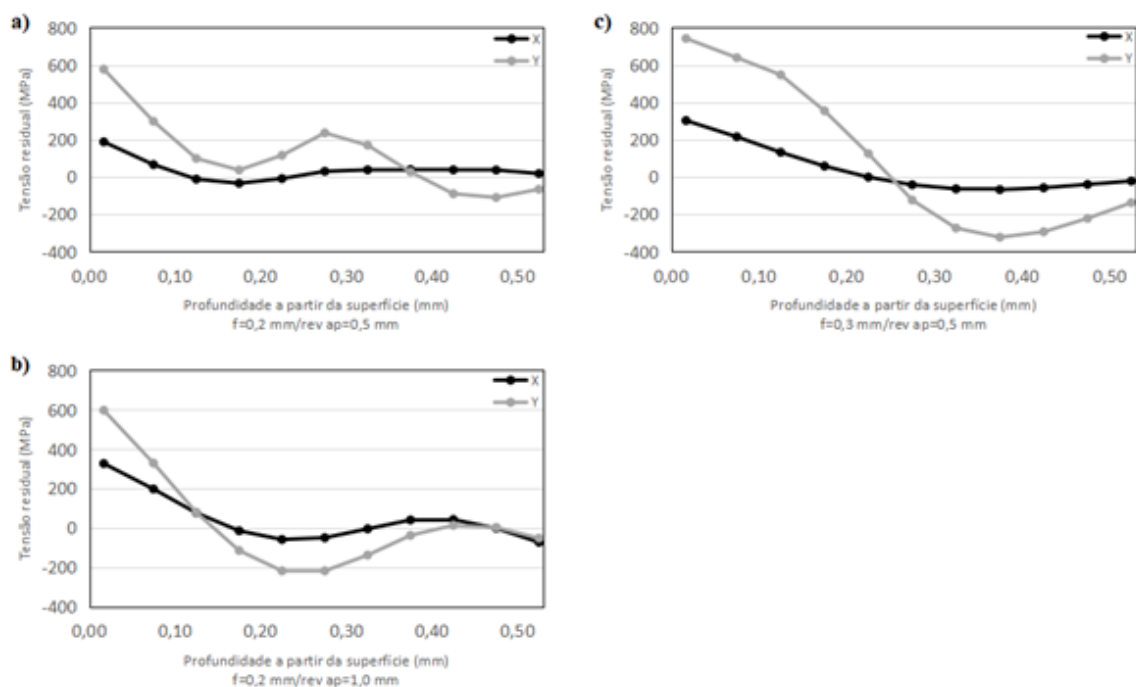 a)
800
600
400
200
0
-200
-400
Tensão residual (MPa)
X
Y
0,00 0,10 0,20 0,30 0,40 0,50
Profundidade a partir da superfície (mm)
f=0,2 mm/rev ap=0,5 mm
c)
800
600
400
200
0
-200
-400
Tensão residual (MPa)
X
Y
0,00 0,10 0,20 0,30 0,40 0,50
Profundidade a partir da superfície (mm)
f=0,3 mm/rev ap=0,5 mm
b)
800
600
400
200
0
-200
-400
Tensão residual (MPa)
X
Y
0,00 0,10 0,20 0,30 0,40 0,50
Profundidade a partir da superfície (mm)
f=0,2 mm/rev ap=1,0 mm